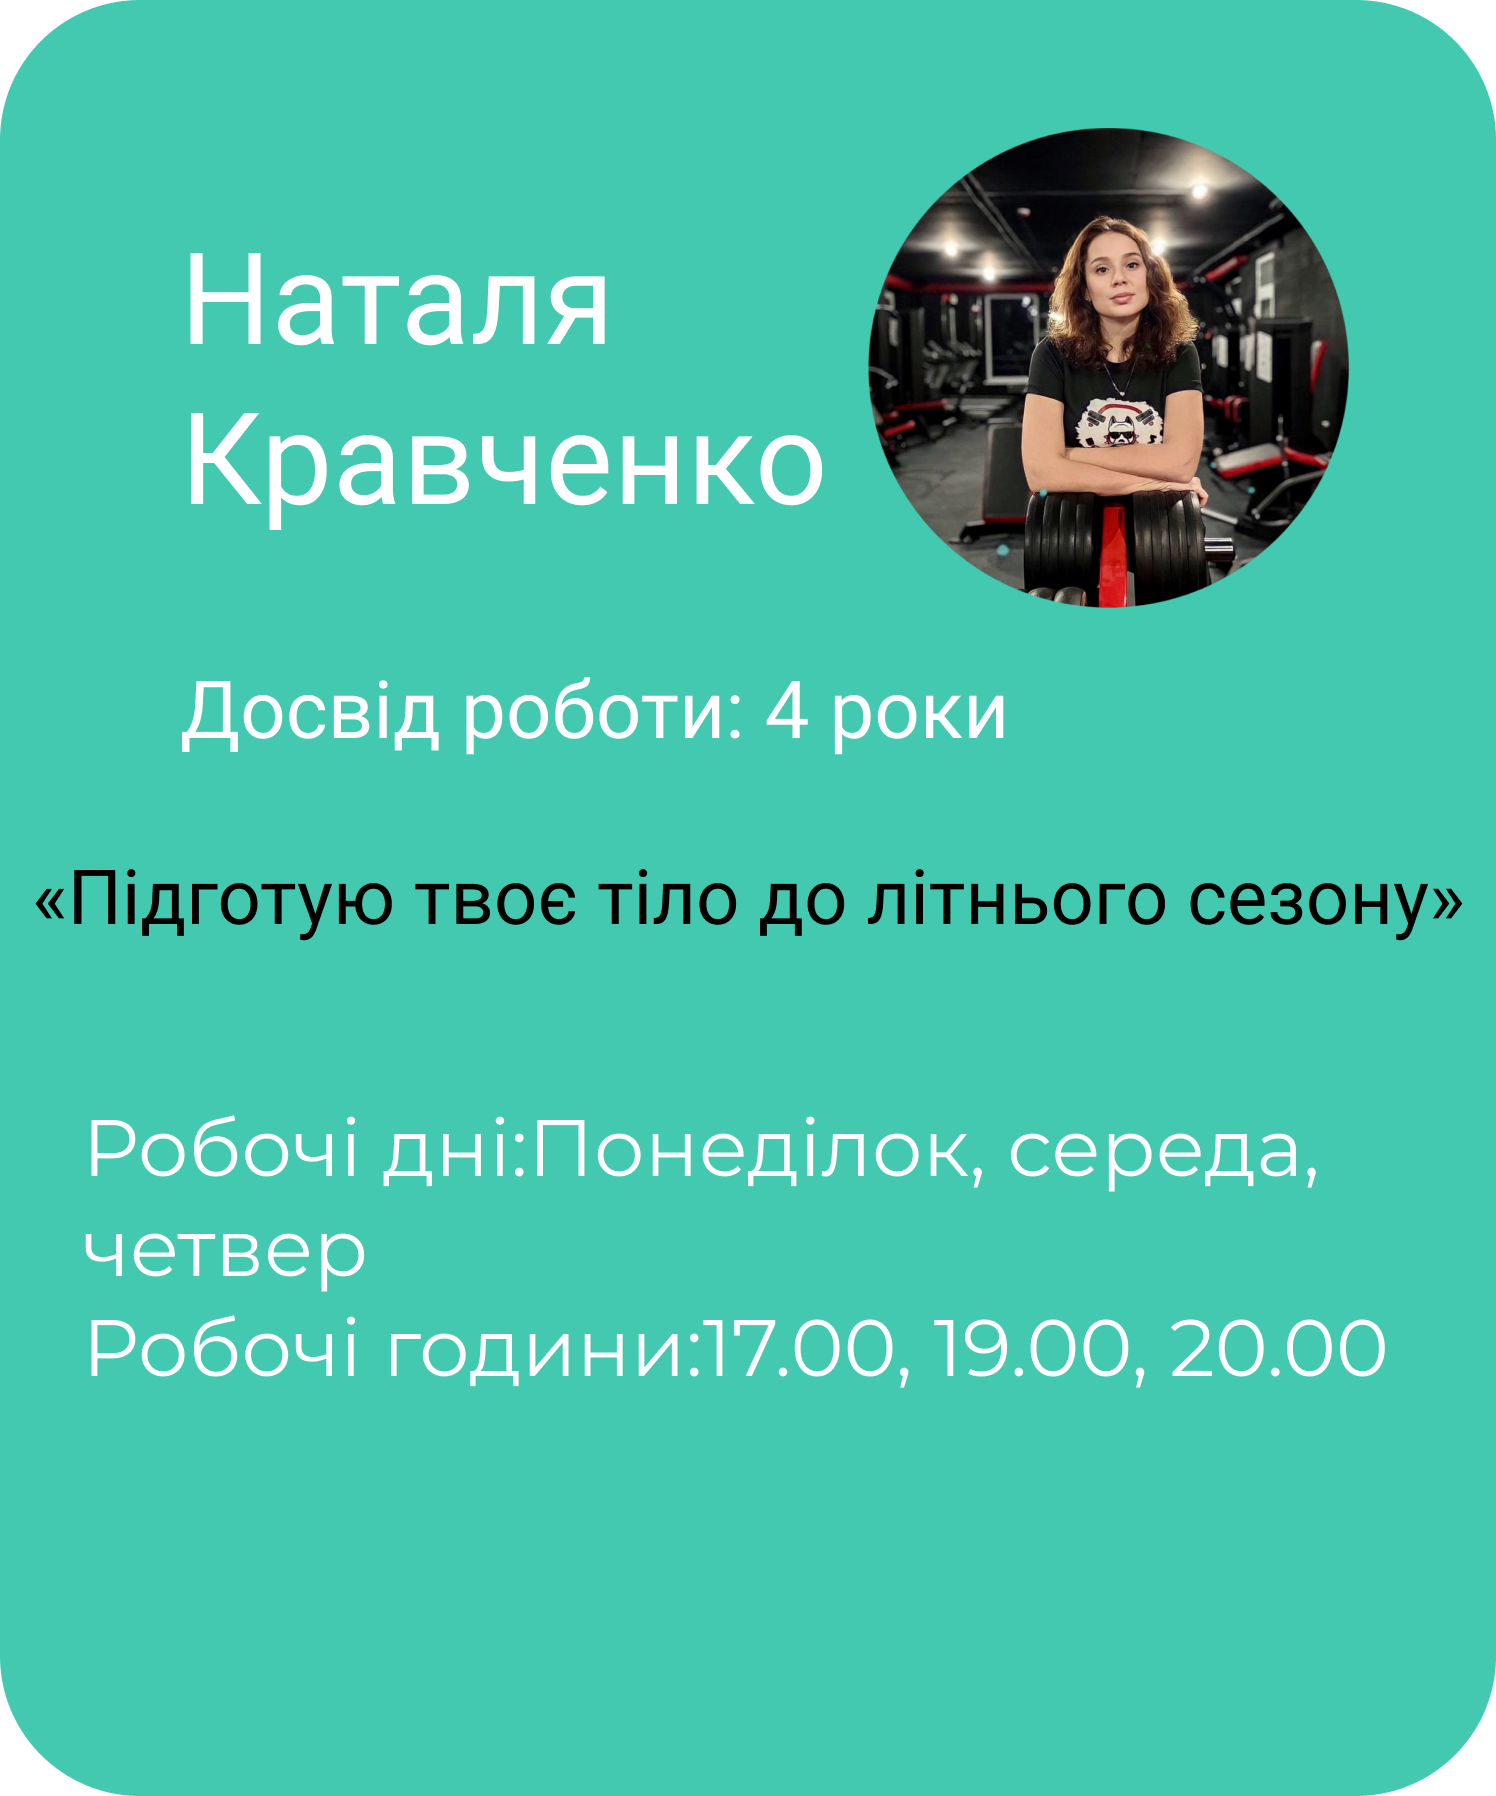 Наталя
Кравченко
Досвід роботи: 4 роки
«Підготую твоє тіло до літнього сезону»
Робочі дні:Понеділок, середа,
четвер
Робочі години:17.00, 19.00, 20.00